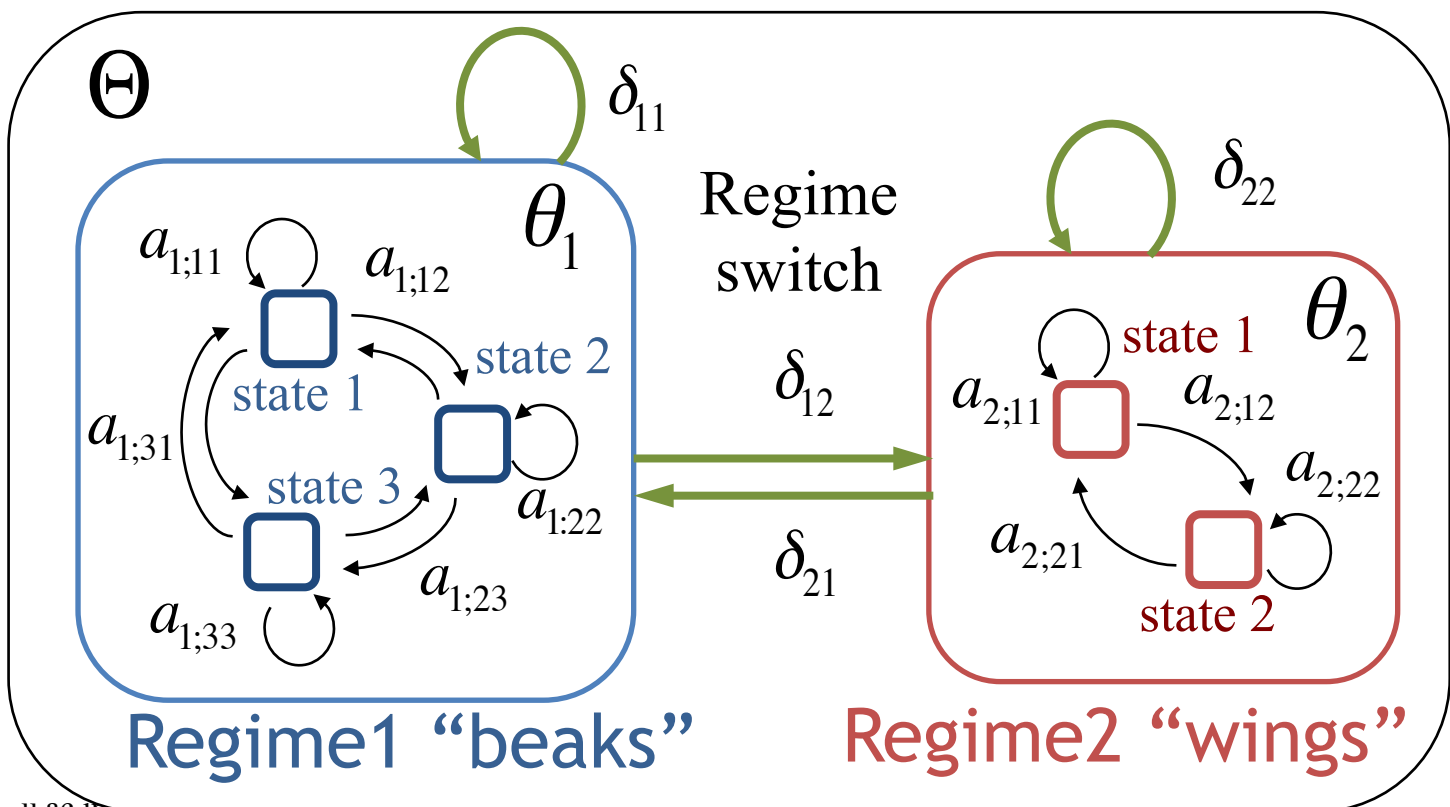 Θ
δ11
δ22
θ1
Regime
switch
a1;11
a1;12
θ2
state 1
state 2
state 1
δ12
a2;11
a2;12
a1;31
state 3
a2;22
a1:22
a2;21
δ21
a1;23
a1;33
state 2
Regime1 “beaks”
Regime2 “wings”